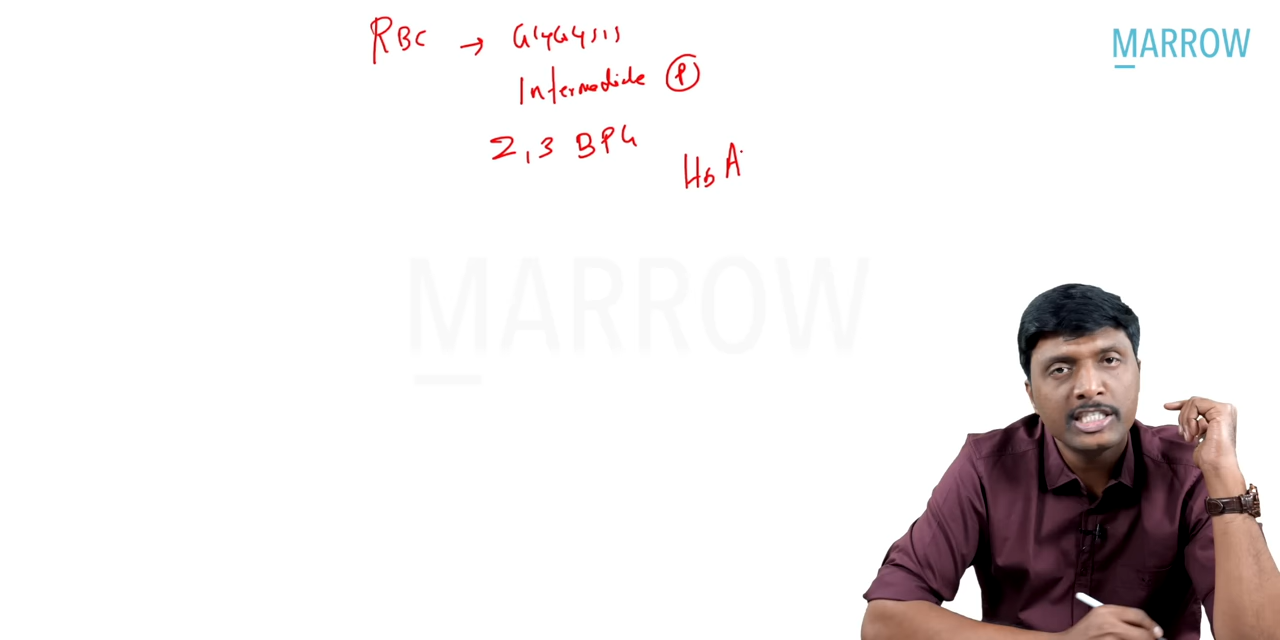 RBC → Glycolysis
MARROW
Intermediate P
2,3 BPG
Hb A
MARROW